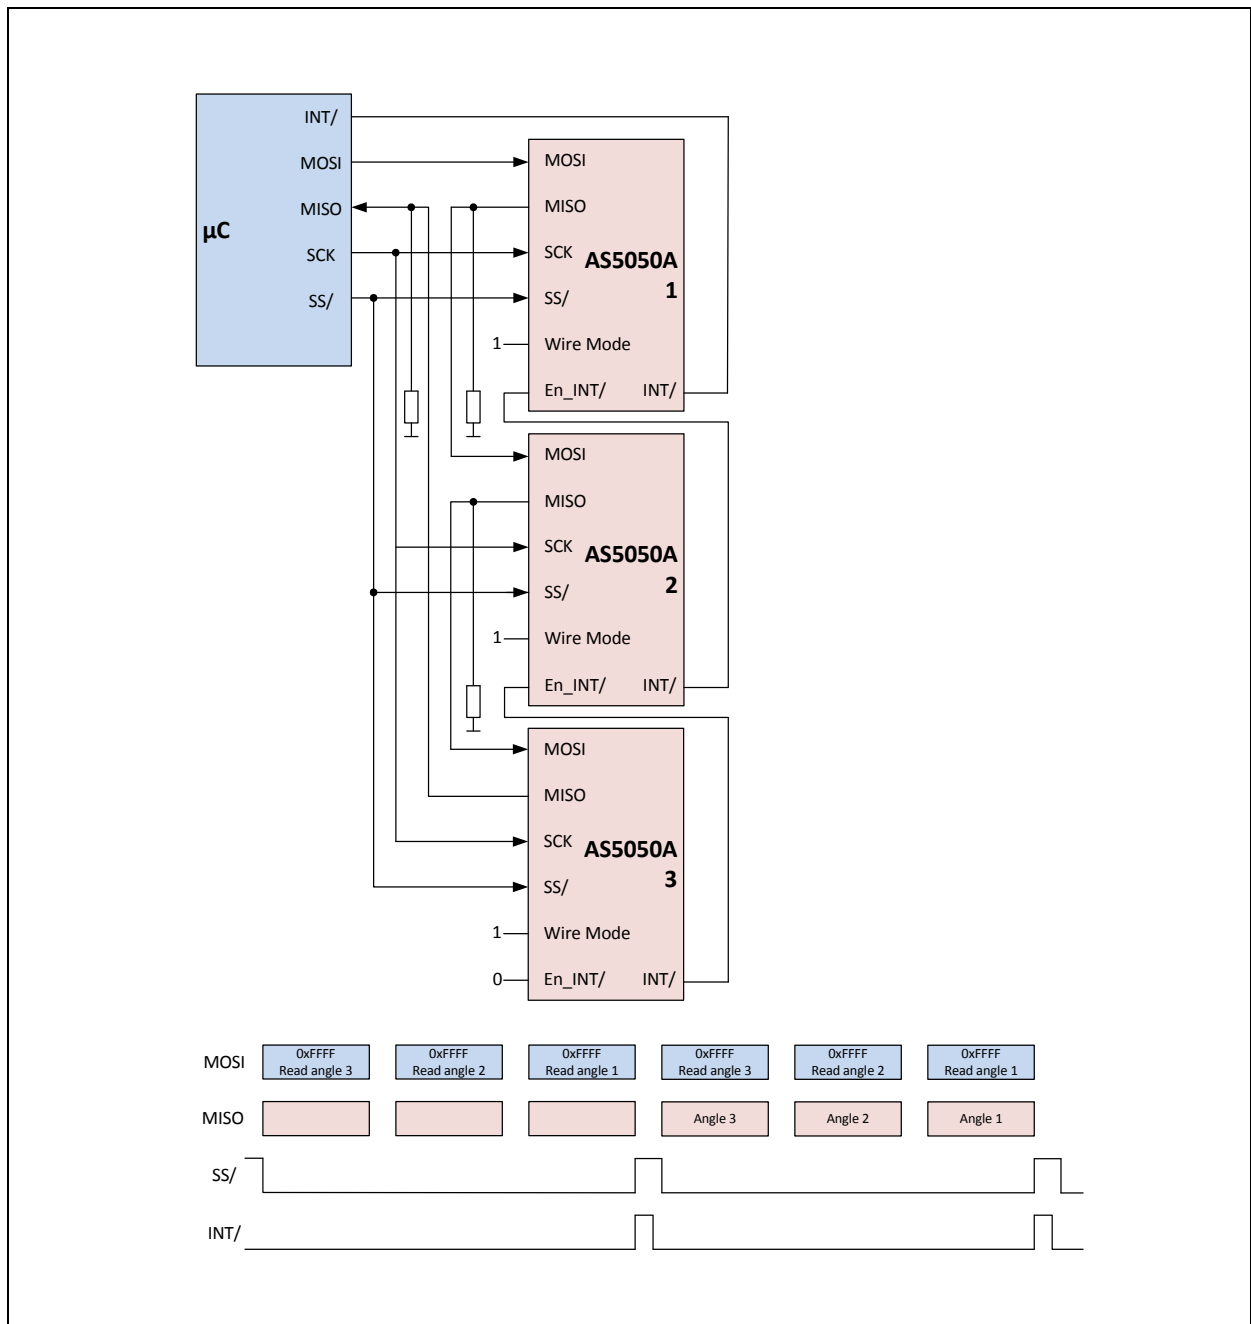 µC
INT/
MOSI
MISO
SCK
SS/
MOSI
MISO
SCK
SS/
1
Wire Mode
En_INT/ INT/
AS5050A
1
MOSI
MISO
SCK
SS/
1
Wire Mode
En_INT/ INT/
AS5050A
2
MOSI
MISO
SCK
SS/
1
Wire Mode
0
En_INT/ INT/
AS5050A
3
MOSI
0xFFFF
Read angle 3
0xFFFF
Read angle 2
0xFFFF
Read angle 1
0xFFFF
Read angle 3
0xFFFF
Read angle 2
0xFFFF
Read angle 1
MISO
Angle 3
Angle 2
Angle 1
SS/
INT/